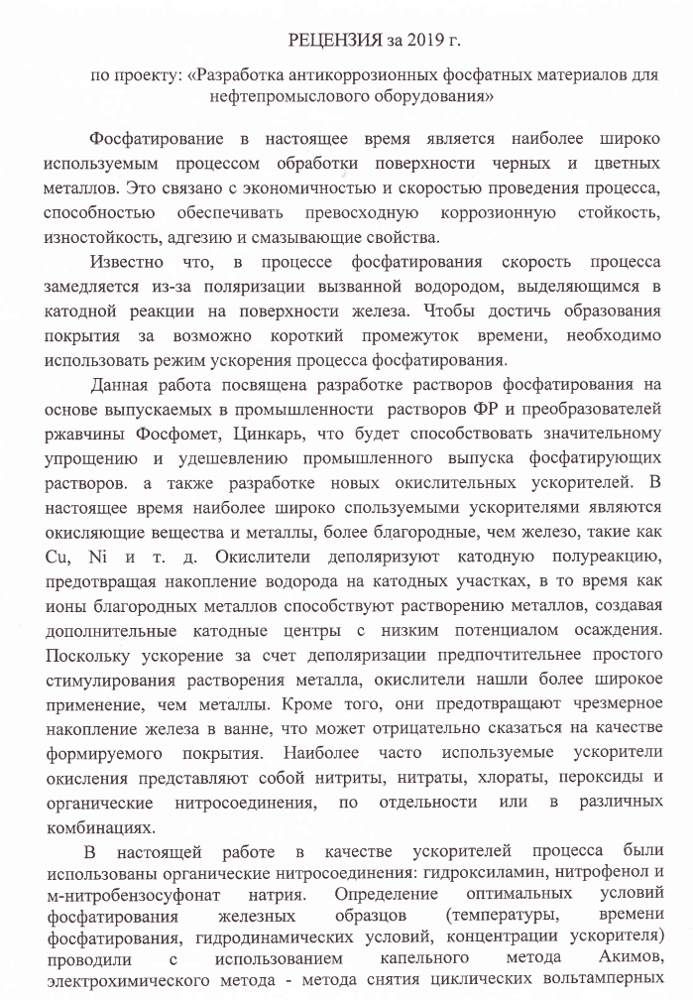 РЕЦЕНЗИЯ за 2019 г.
по проекту: «Разработка антикоррозионных фосфатных материалов для
нефтепромыслового оборудования»
Фосфатирование в настоящее время является наиболее широко
используемым процессом обработки поверхности черных и цветных
металлов. Это связано с экономичностью и скоростью проведения процесса,
способностью обеспечивать превосходную коррозионную стойкость,
изностойкость, адгезию и смазывающие свойства.
Известно что, в процессе фосфатирования скорость процесса
замедляется из-за поляризации вызванной водородом, выделяющимся в
катодной реакции на поверхности железа. Чтобы достичь образования
покрытия за возможно короткий промежуток времени, необходимо
использовать режим ускорения процесса фосфатирования.
Данная работа посвящена разработке растворов фосфатирования на
основе выпускаемых в промышленности растворов ФР и преобразователей
ржавчины Фосфомет, Цинкарь, что будет способствовать значительному
упрощению и удешевлению промышленного выпуска фосфатирующих
растворов. а также разработке новых окислительных ускорителей. В
настоящее время наиболее широко спользуемыми ускорителями являются
окисляющие вещества и металлы, более благородные, чем железо, такие как
Cu, Ni и т. д. Окислители деполяризуют катодную полуреакцию,
предотвращая накопление водорода на катодных участках, в то время как
ионы благородных металлов способствуют растворению металлов, создавая
дополнительные катодные центры с низким потенциалом осаждения.
Поскольку ускорение за счет деполяризации предпочтительнее простого
стимулирования растворения металла, окислители нашли более широкое
применение, чем металлы. Кроме того, они предотвращают чрезмерное
накопление железа в ванне, что может отрицательно сказаться на качестве
формируемого покрытия. Наиболее часто используемые ускорители
окисления представляют собой нитриты, нитраты, хлораты, пероксиды и
органические нитросоединения, по отдельности или в различных
комбинациях.
В настоящей работе в качестве ускорителей процесса были
использованы органические нитросоединения: гидроксиламин, нитрофенол и
м-нитробензосуфонат натрия. Определение оптимальных условий
фосфатирования железных образцов (температуры, времени
фосфатирования, гидродинамических условий, концентрации ускорителя)
проводили с использованием капельного метода Акимов,
электрохимического метода - метода снятия циклических вольтамперных